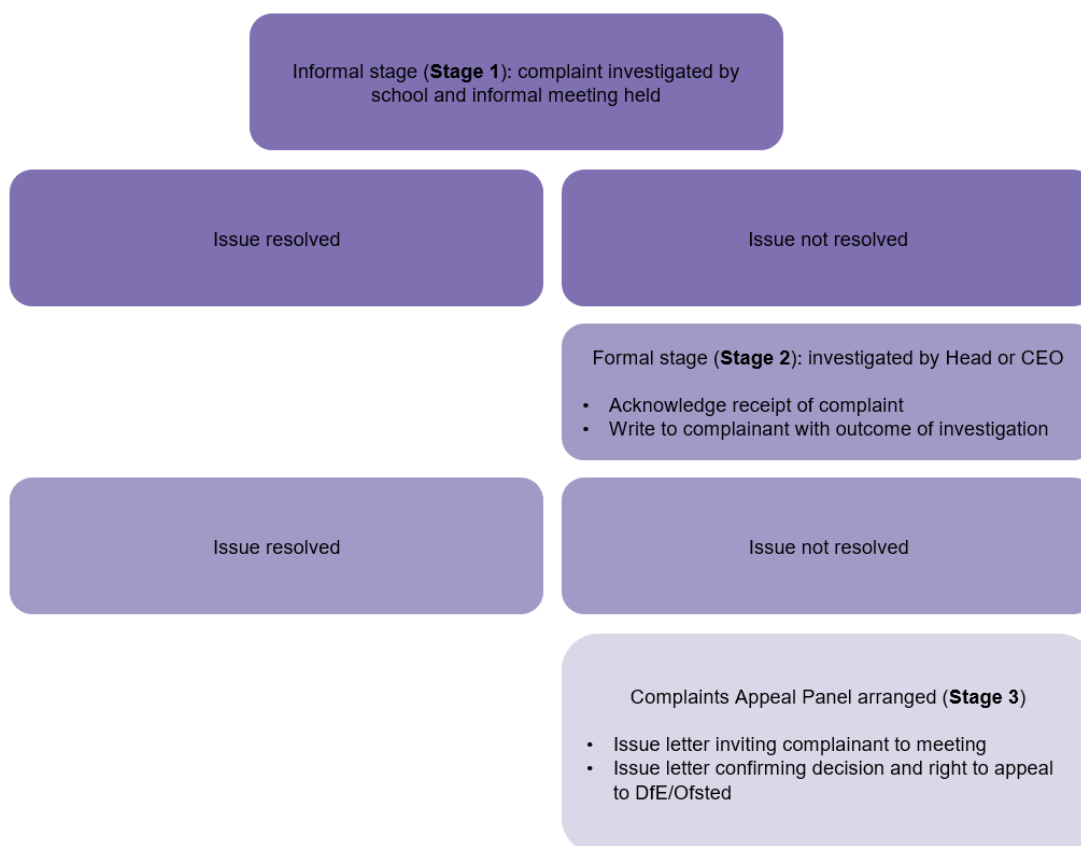 Informal stage (Stage 1): complaint investigated by
school and informal meeting held
Issue resolved
Issue not resolved
Formal stage (Stage 2): investigated by Head or CEO
• Acknowledge receipt of complaint
• Write to complainant with outcome of investigation
Issue resolved
Issue not resolved
Complaints Appeal Panel arranged (Stage 3)
• Issue letter inviting complainant to meeting
• Issue letter confirming decision and right to appeal
to DfE/Ofsted